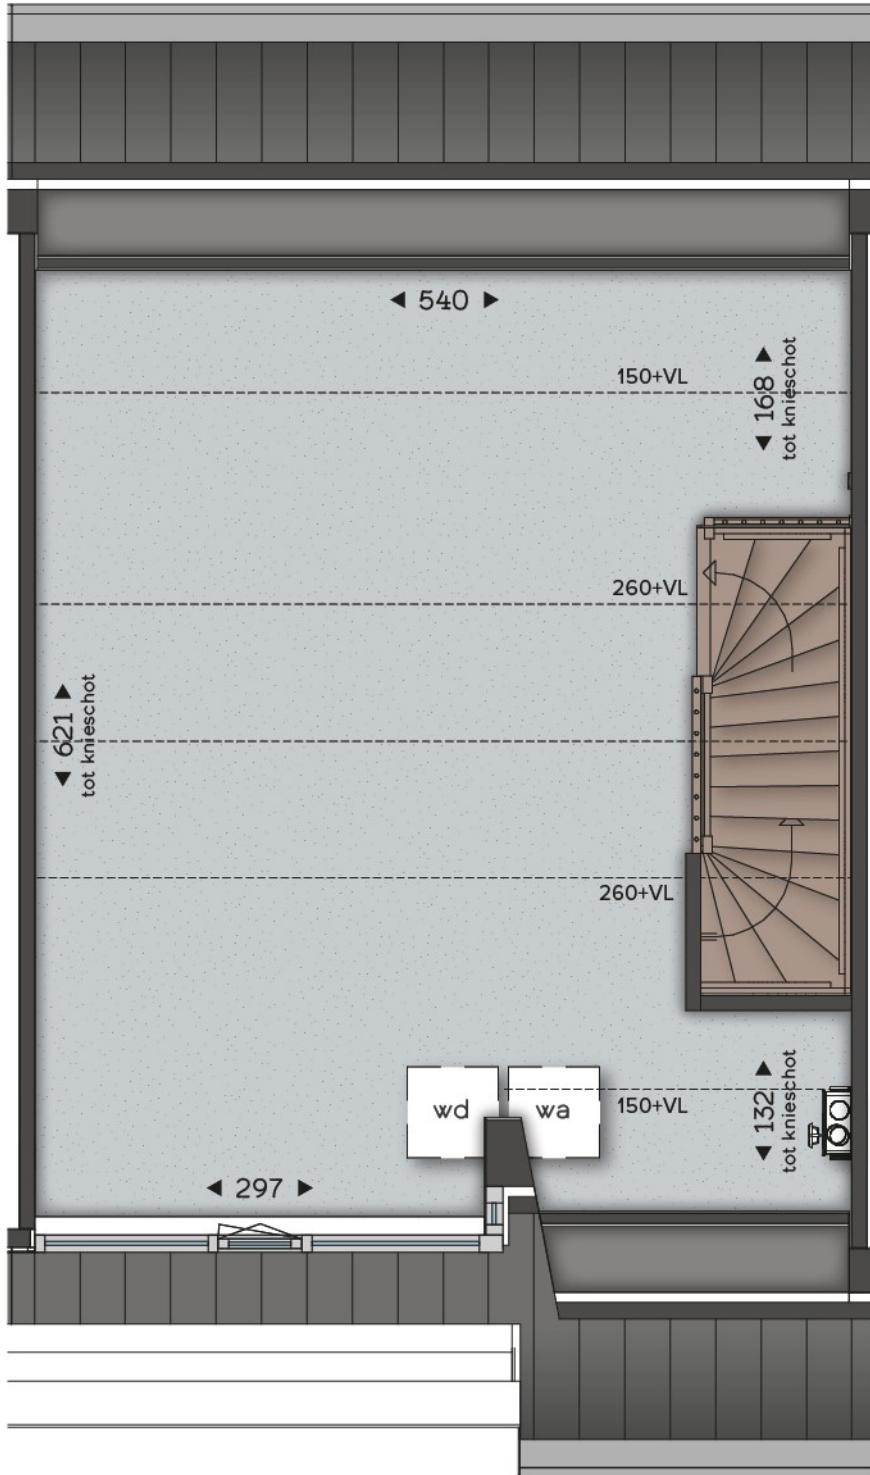 ◄ 540 ►
150+VL
◄ 168 ►
tot knieschot
260+VL
◄ 621 ►
tot knieschot
260+VL
wd
wa
150+VL
◄ 132 ►
tot knieschot
◄ 297 ►